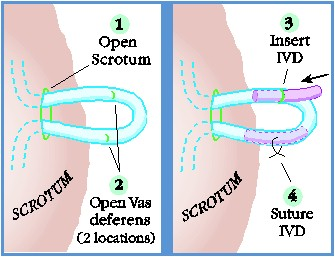 1
Open
Scrotum
SCROTUM
2
Open Vas
deferens
(2 locations)
3
Insert
IVD
SCROTUM
4
Suture
IVD